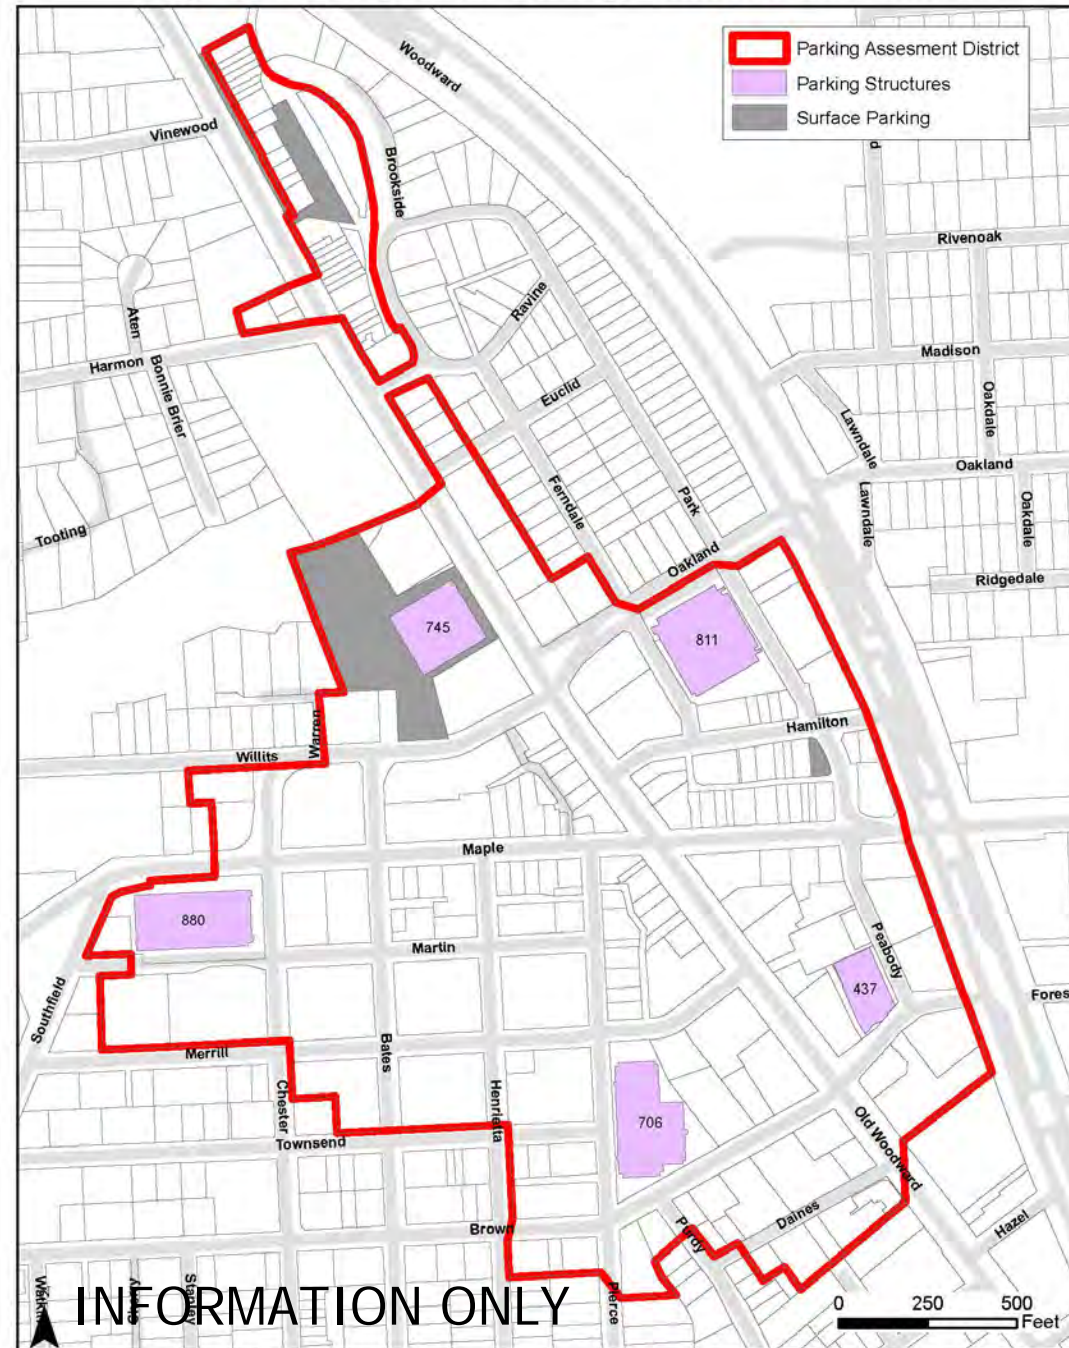 Woodward
Parking Assesment District
Parking Structures
Surface Parking
d
Vinewood
Brookside
Rivenoak
Aten
Ravine
Harmon
Bonnie Brier
Madison
Euclid
Oakdale
Lawndale
Oakland
Tooting
Ferndale
Park
Lawndale
Oakdale
Oakland
Ridgedale
745
811
Warren
Willits
Hamilton
Maple
880
Martin
Peabody
437
Southfield
Fores
Merrill
Bates
Chester
Henrietta
706
Old Woodward
Townsend
Daines
Brown
Purdy
Hazel
Stanley
Pierce
INFORMATION ONLY
0 250 500
Feet